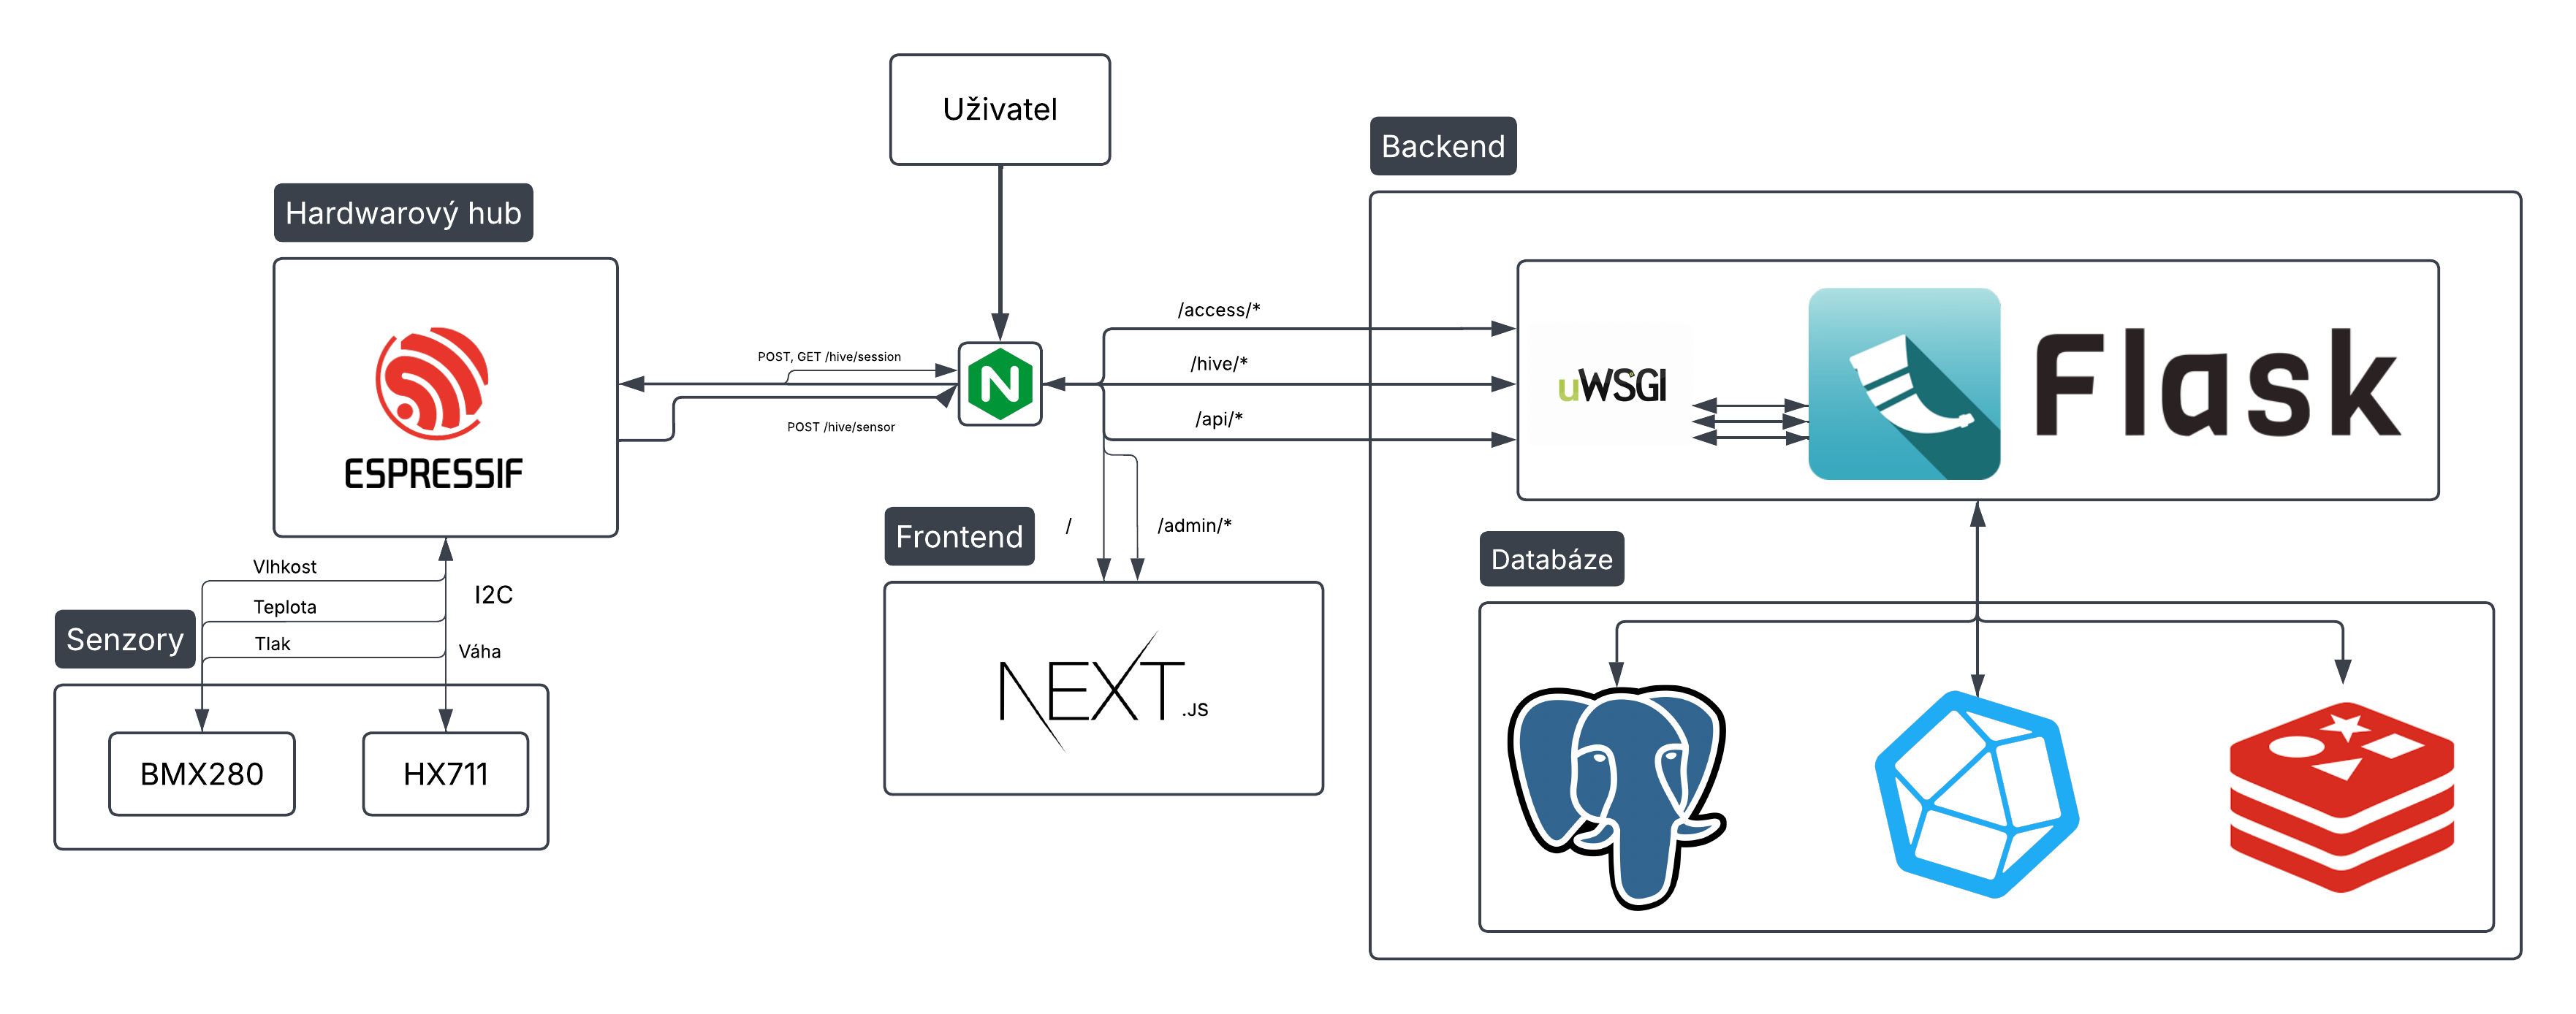 Uživatel
Backend
Hardwarový hub
ESPRESSIF
POST, GET /hive/session
POST /hive/sensor
N
/access/*
/hive/*
/api/*
uWSGI
Flask
Frontend
/
/admin/*
NEXT.JS
Databáze
Vlhkost
Teplota
Tlak
I2C
Váha
Senzory
BMX280
HX711